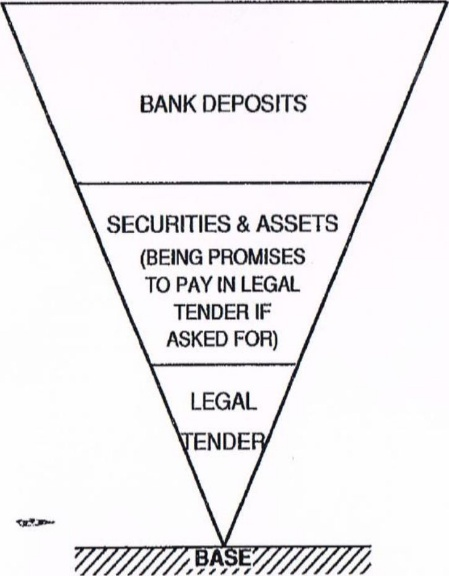 BANK DEPOSITS
SECURITIES & ASSETS
(BEING PROMISES
TO PAY IN LEGAL
TENDER IF
ASKED FOR)
LEGAL
TENDER
BASE